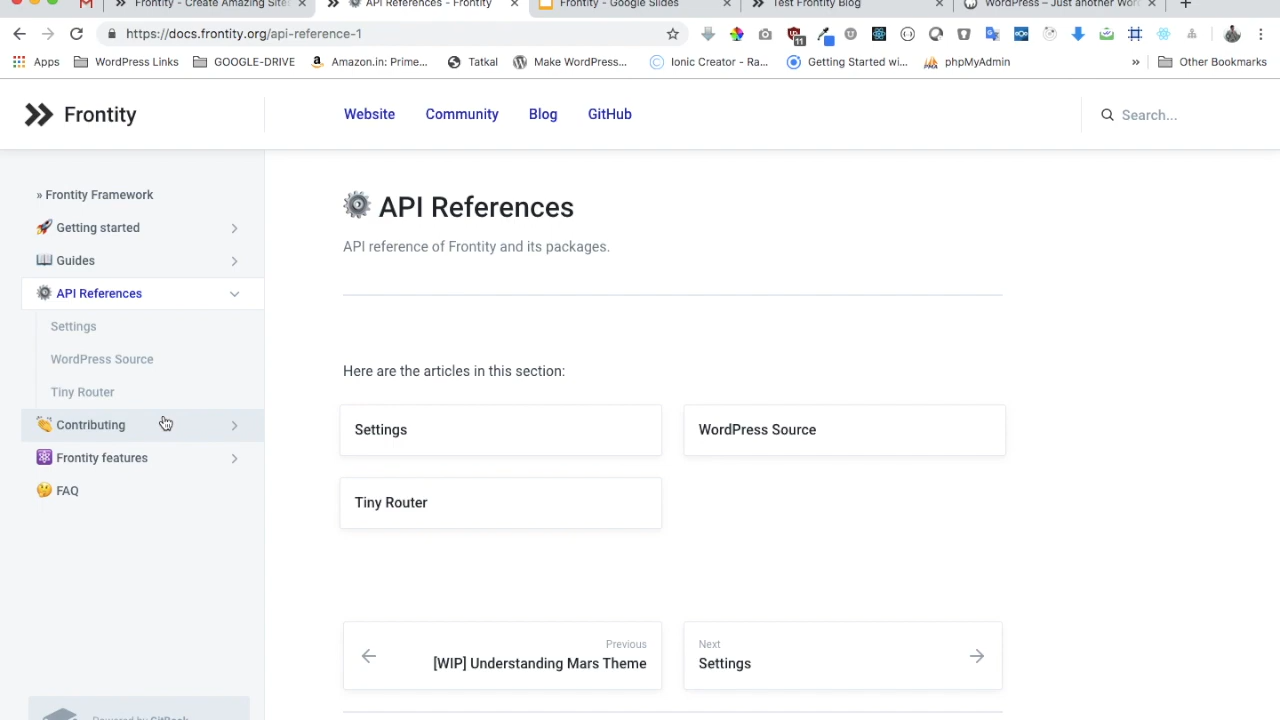 Frontity - Create Amazing Site
API References - Frontity
Frontity - Google Slides
Test Frontity Blog
WordPress – Just another Wor
https://docs.frontity.org/api-reference-1
11
Apps
WordPress Links
GOOGLE-DRIVE
Amazon.in: Prime...
Tatkal
Make WordPress...
Ionic Creator - Ra...
Getting Started wi...
phpMyAdmin
»
Other Bookmarks
Frontity
Website
Community
Blog
GitHub
Search...
» Frontity Framework
Getting started
Guides
API References
Settings
WordPress Source
Tiny Router
Contributing
Frontity features
FAQ
API References
API reference of Frontity and its packages.
Here are the articles in this section:
Settings
WordPress Source
Tiny Router
Previous
[WIP] Understanding Mars Theme
Next
Settings
Powered by GitBook